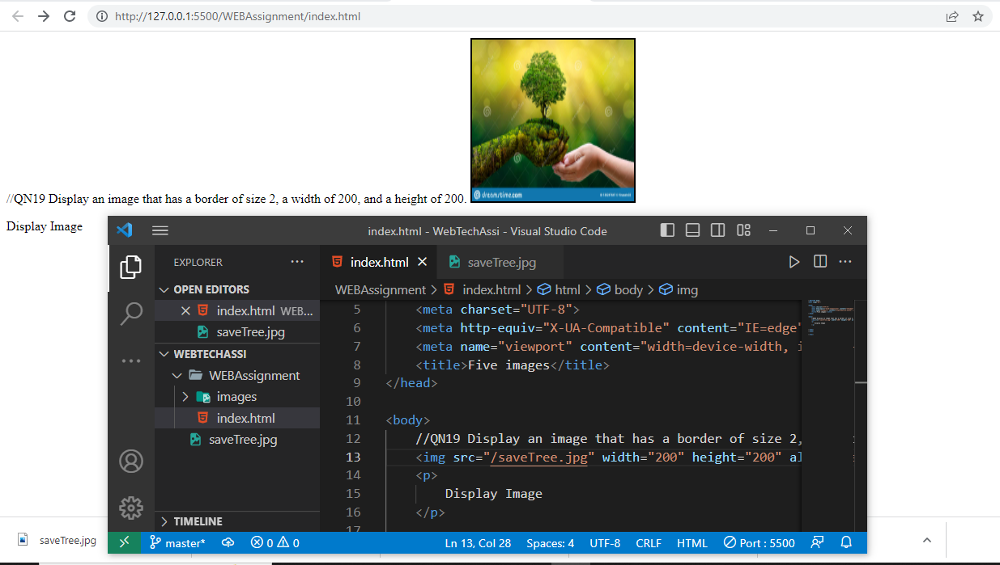 http://127.0.0.1:5500/WEBAssignment/index.html
dreamstime.com
//QN19 Display an image that has a border of size 2, a width of 200, and a height of 200.
Display Image
index.html - WebTechAssi - Visual Studio Code
EXPLORER
OPEN EDITORS
index.html WEB...
saveTree.jpg
WEBTECHASSI
WEBAssignment
images
index.html
saveTree.jpg
TIMELINE
index.html
saveTree.jpg
WEBAssignment > index.html > html > body > img
5 <meta charset="UTF-8">
6 <meta http-equiv="X-UA-Compatible" content="IE=edge"
7 <meta name="viewport" content="width=device-width, i
8 <title>Five images</title>
9 </head>
10
11 <body>
12 //QN19 Display an image that has a border of size 2,
13 <img src="/saveTree.jpg" width="200" height="200" al
14 <p>
15 Display Image
16 </p>
17
master* 0 0 Ln 13, Col 28 Spaces: 4 UTF-8 CRLF HTML Port : 5500
saveTree.jpg